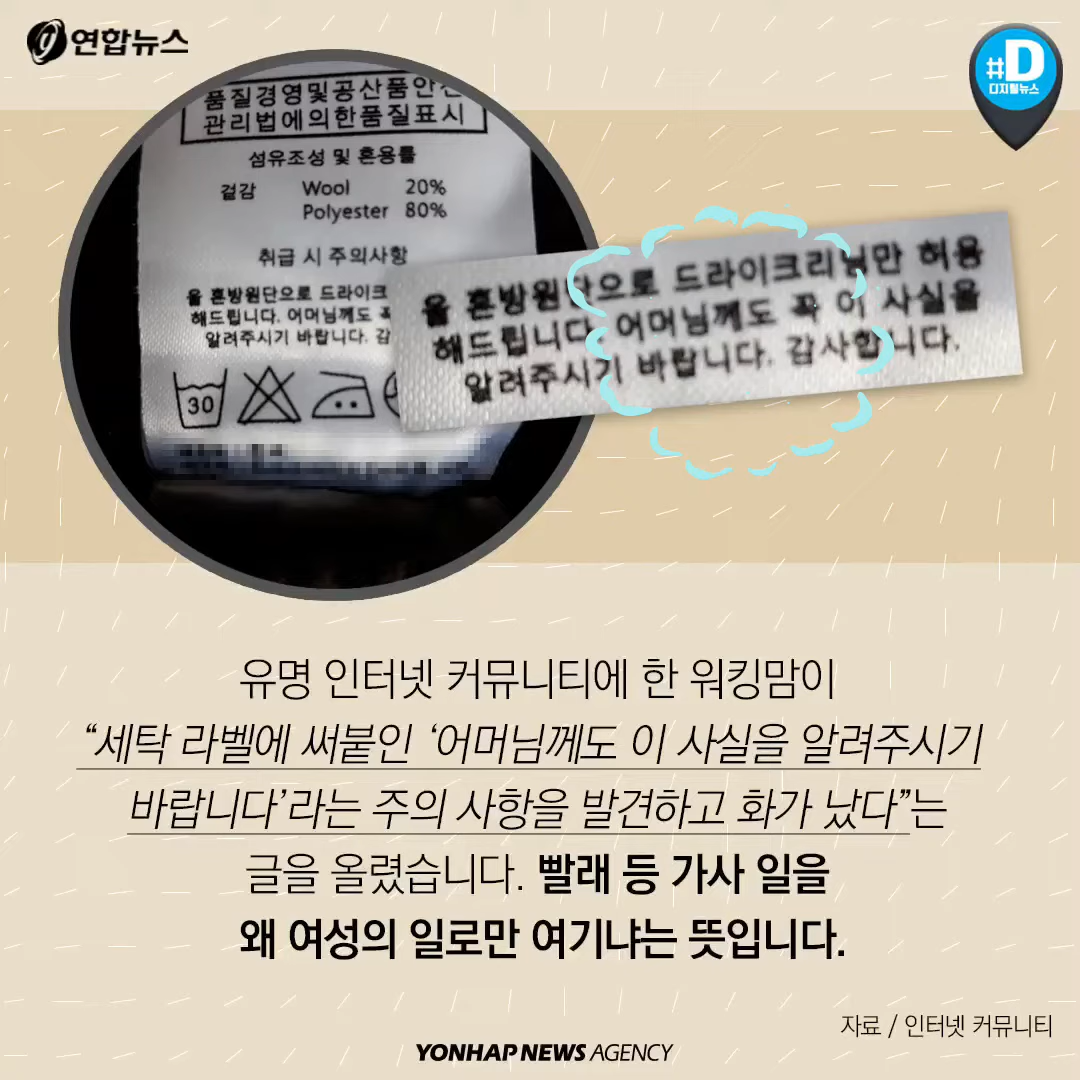 연합뉴스
#D
디지털뉴스
품질경영및공산품안전
관리법에의한품질표시
섬유조성 및 혼용률
겉감 Wool 20%
Polyester 80%
취급 시 주의사항
울 혼방원단으로 드라이크
해드립니다. 어머님께도 꼭
알려주시기 바랍니다. 감
30
울 혼방원단으로 드라이크리닝만 허용
해드립니다. 어머님께도 꼭 이 사실을
알려주시기 바랍니다. 감사합니다.
유명 인터넷 커뮤니티에 한 워킹맘이
“세탁 라벨에 써붙인 ‘어머님께도 이 사실을 알려주시기
바랍니다’라는 주의 사항을 발견하고 화가 났다”는
글을 올렸습니다. 빨래 등 가사 일을
왜 여성의 일로만 여기냐는 뜻입니다.
자료 / 인터넷 커뮤니티
YONHAP NEWS AGENCY